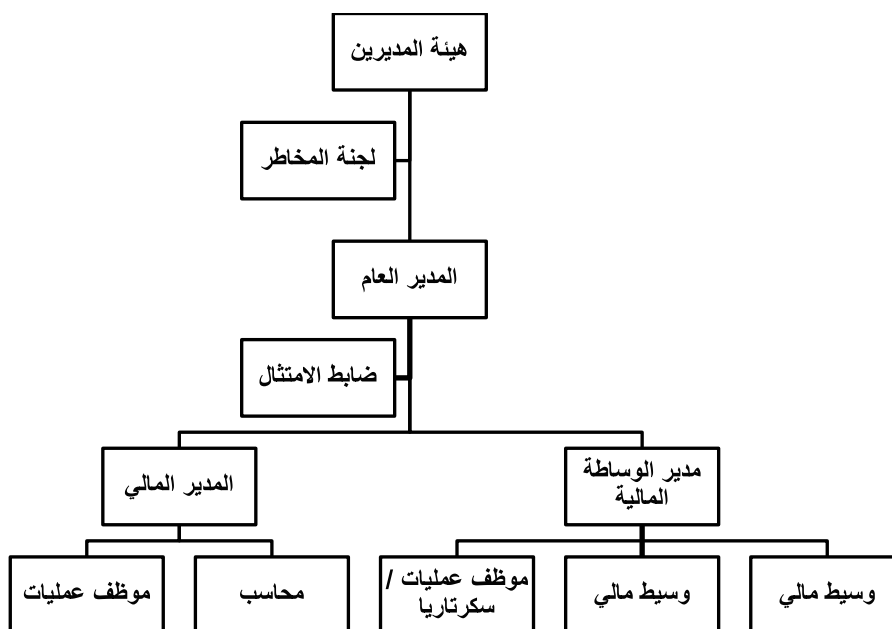 هيئة المديرين
لجنة المخاطر
المدير العام
ضابط الامتثال
مدير الوساطة
المالية
المدير المالي
وسيط مالي
وسيط مالي
موظف عمليات /
سكرتاريا
محاسب
موظف عمليات